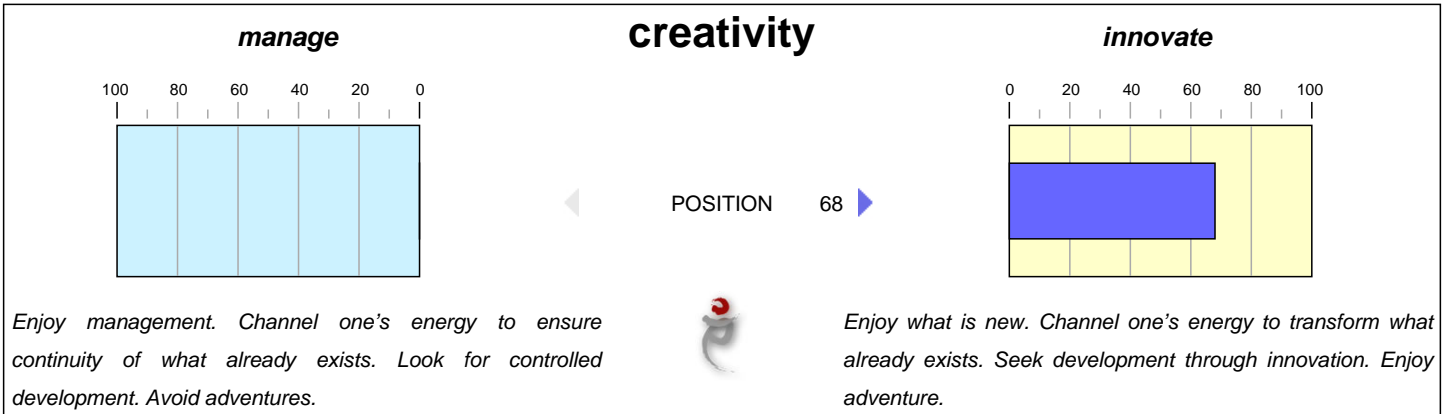 manage
creativity
innovate
100 80 60 40 20 0
0 20 40 60 80 100
POSITION 68
Enjoy management. Channel one's energy to ensure
continuity of what already exists. Look for controlled
development. Avoid adventures.
Enjoy what is new. Channel one's energy to transform what
already exists. Seek development through innovation. Enjoy
adventure.